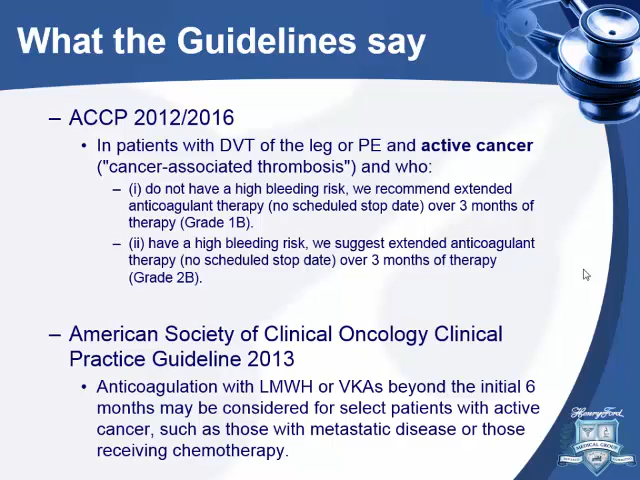 What the Guidelines say
– ACCP 2012/2016
• In patients with DVT of the leg or PE and active cancer
("cancer-associated thrombosis") and who:
– (i) do not have a high bleeding risk, we recommend extended
anticoagulant therapy (no scheduled stop date) over 3 months of
therapy (Grade 1B).
– (ii) have a high bleeding risk, we suggest extended anticoagulant
therapy (no scheduled stop date) over 3 months of therapy
(Grade 2B).
– American Society of Clinical Oncology Clinical
Practice Guideline 2013
• Anticoagulation with LMWH or VKAs beyond the initial 6
months may be considered for select patients with active
cancer, such as those with metastatic disease or those
receiving chemotherapy.
Henry Ford
MEDICAL GROUP